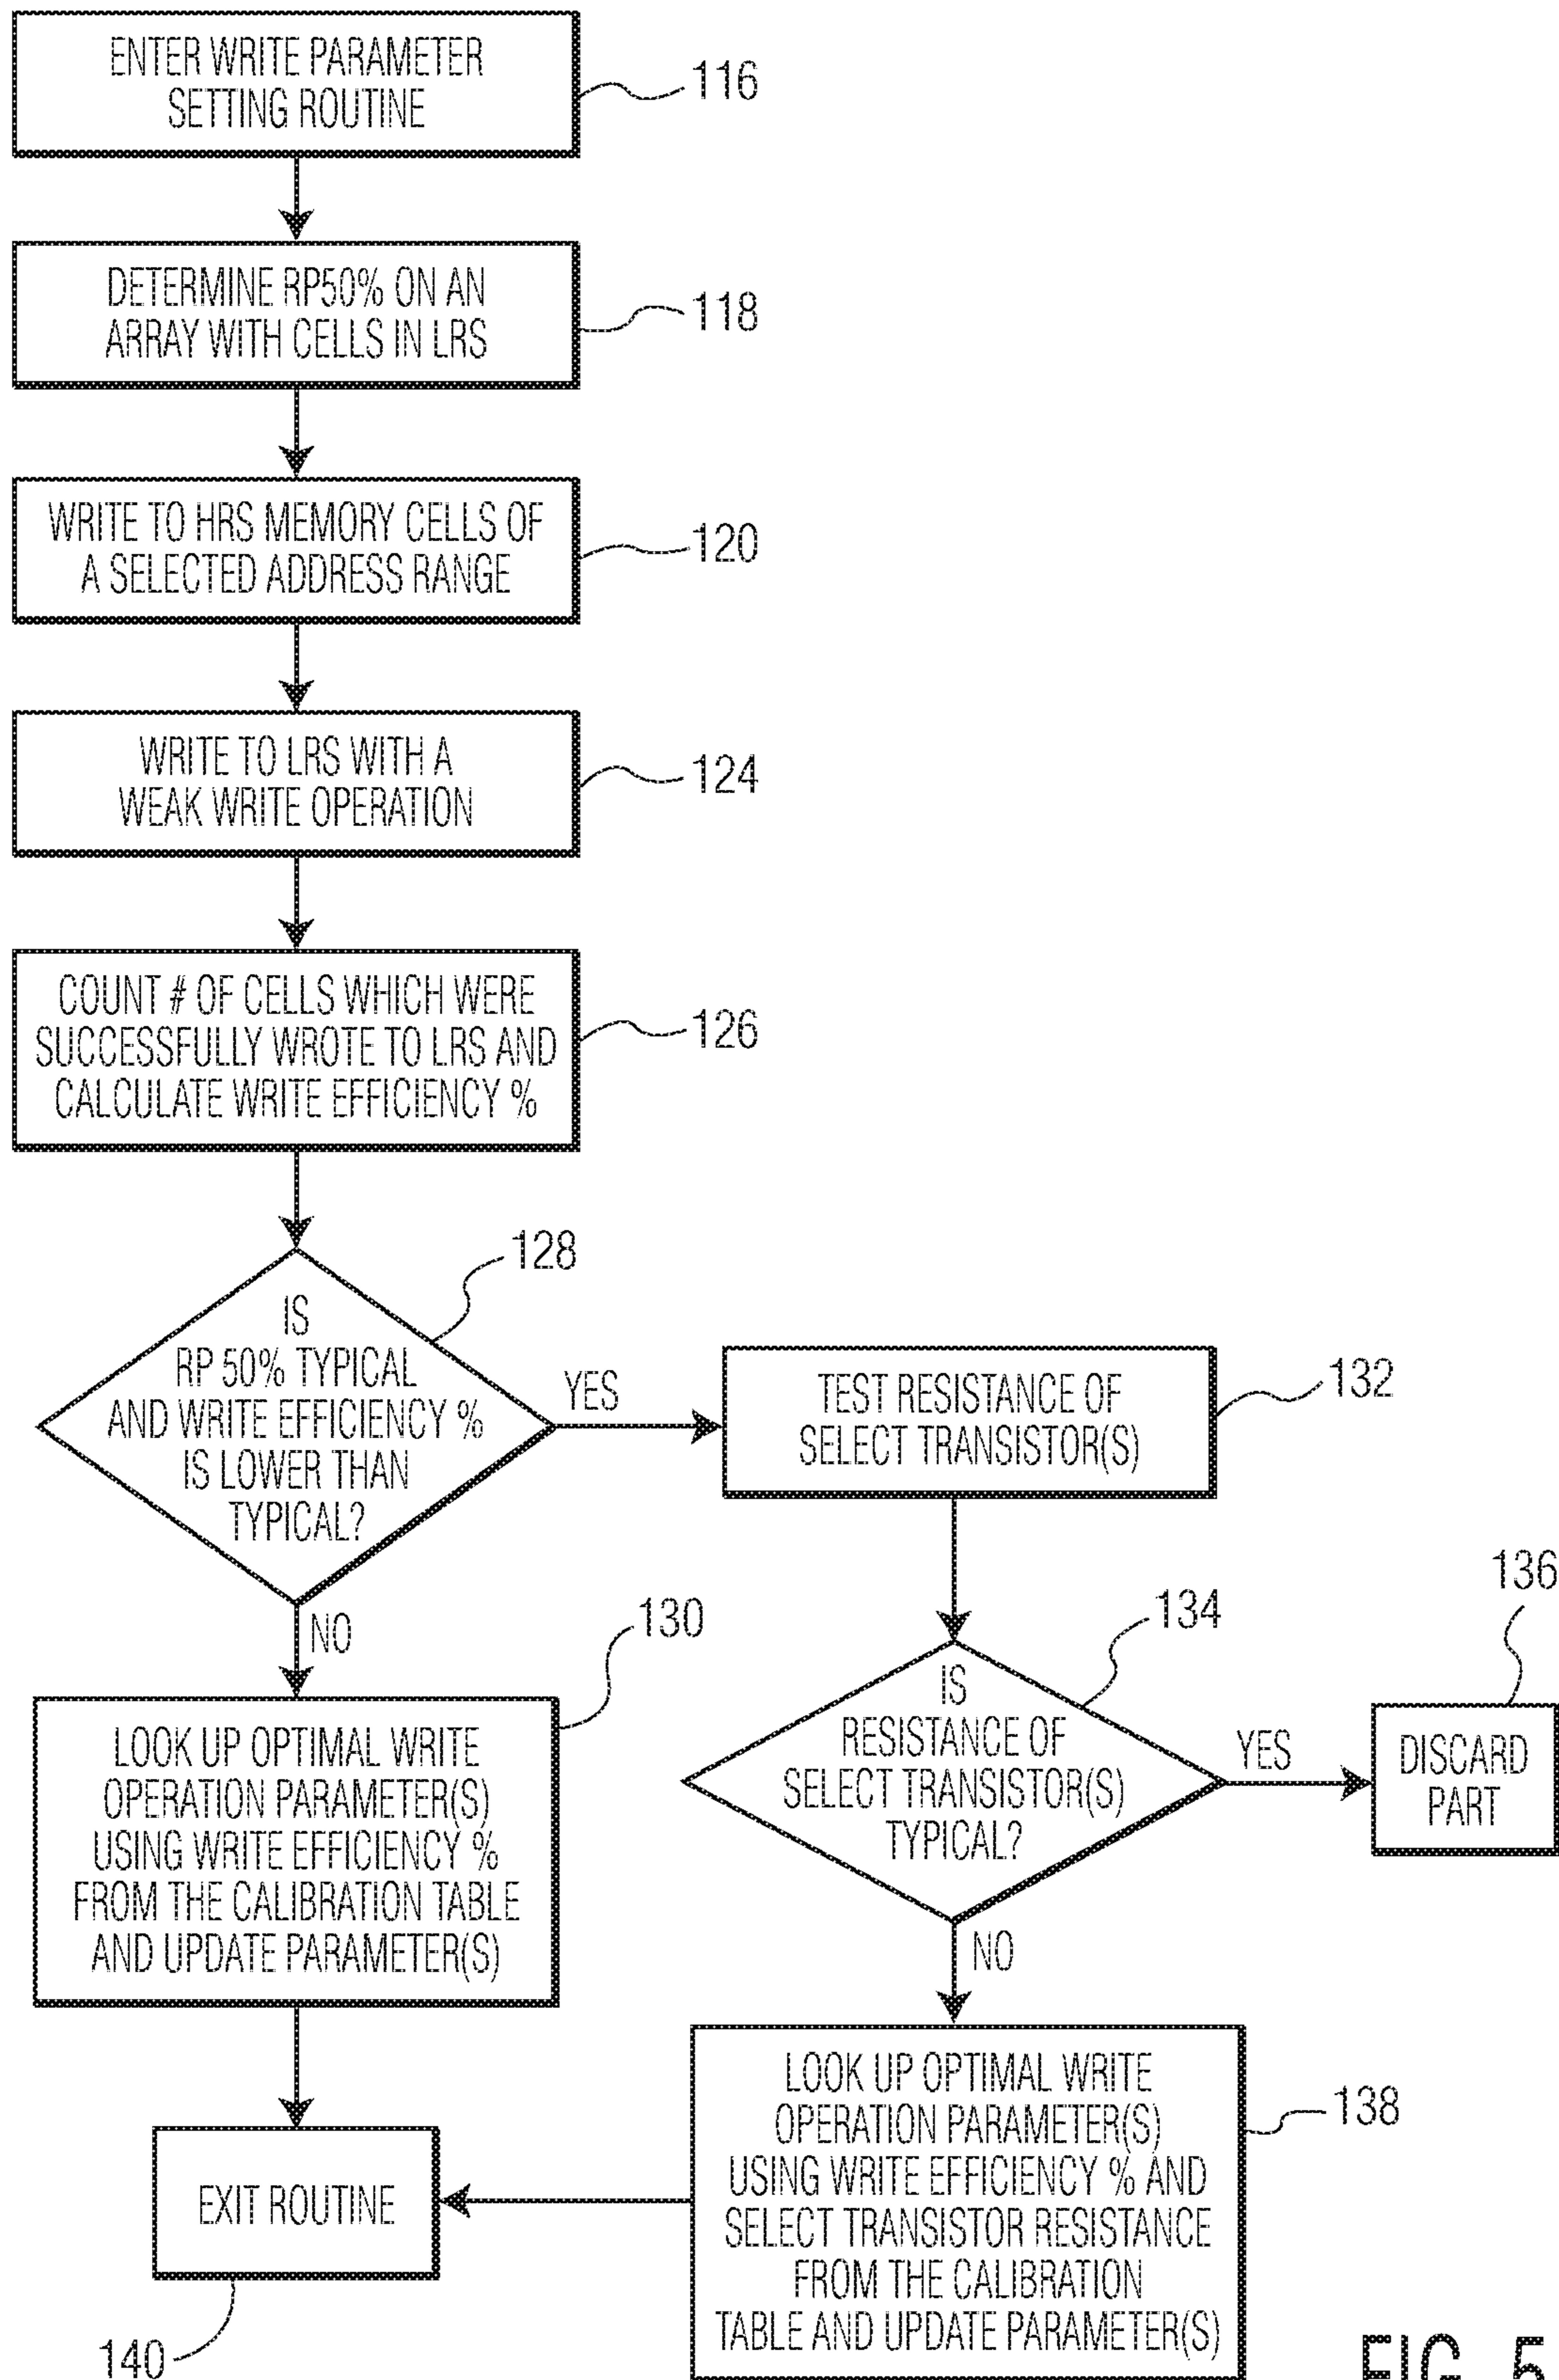 ENTER WRITE PARAMETER
SETTING ROUTINE
116
DETERMINE RP50% ON AN
ARRAY WITH CELLS IN LRS
118
WRITE TO HRS MEMORY CELLS OF
A SELECTED ADDRESS RANGE
120
WRITE TO LRS WITH A
WEAK WRITE OPERATION
124
COUNT # OF CELLS WHICH WERE
SUCCESSFULLY WROTE TO LRS AND
CALCULATE WRITE EFFICIENCY %
126
128
IS
RP 50% TYPICAL
AND WRITE EFFICIENCY %
IS LOWER THAN
TYPICAL?
YES
NO
TEST RESISTANCE OF
SELECT TRANSISTOR(S)
132
134
IS
RESISTANCE OF
SELECT TRANSISTOR(S)
TYPICAL?
YES
NO
136
DISCARD
PART
130
LOOK UP OPTIMAL WRITE
OPERATION PARAMETER(S)
USING WRITE EFFICIENCY %
FROM THE CALIBRATION TABLE
AND UPDATE PARAMETER(S)
LOOK UP OPTIMAL WRITE
OPERATION PARAMETER(S)
USING WRITE EFFICIENCY % AND
SELECT TRANSISTOR RESISTANCE
FROM THE CALIBRATION
TABLE AND UPDATE PARAMETER(S)
138
EXIT ROUTINE
140
FIG. 5